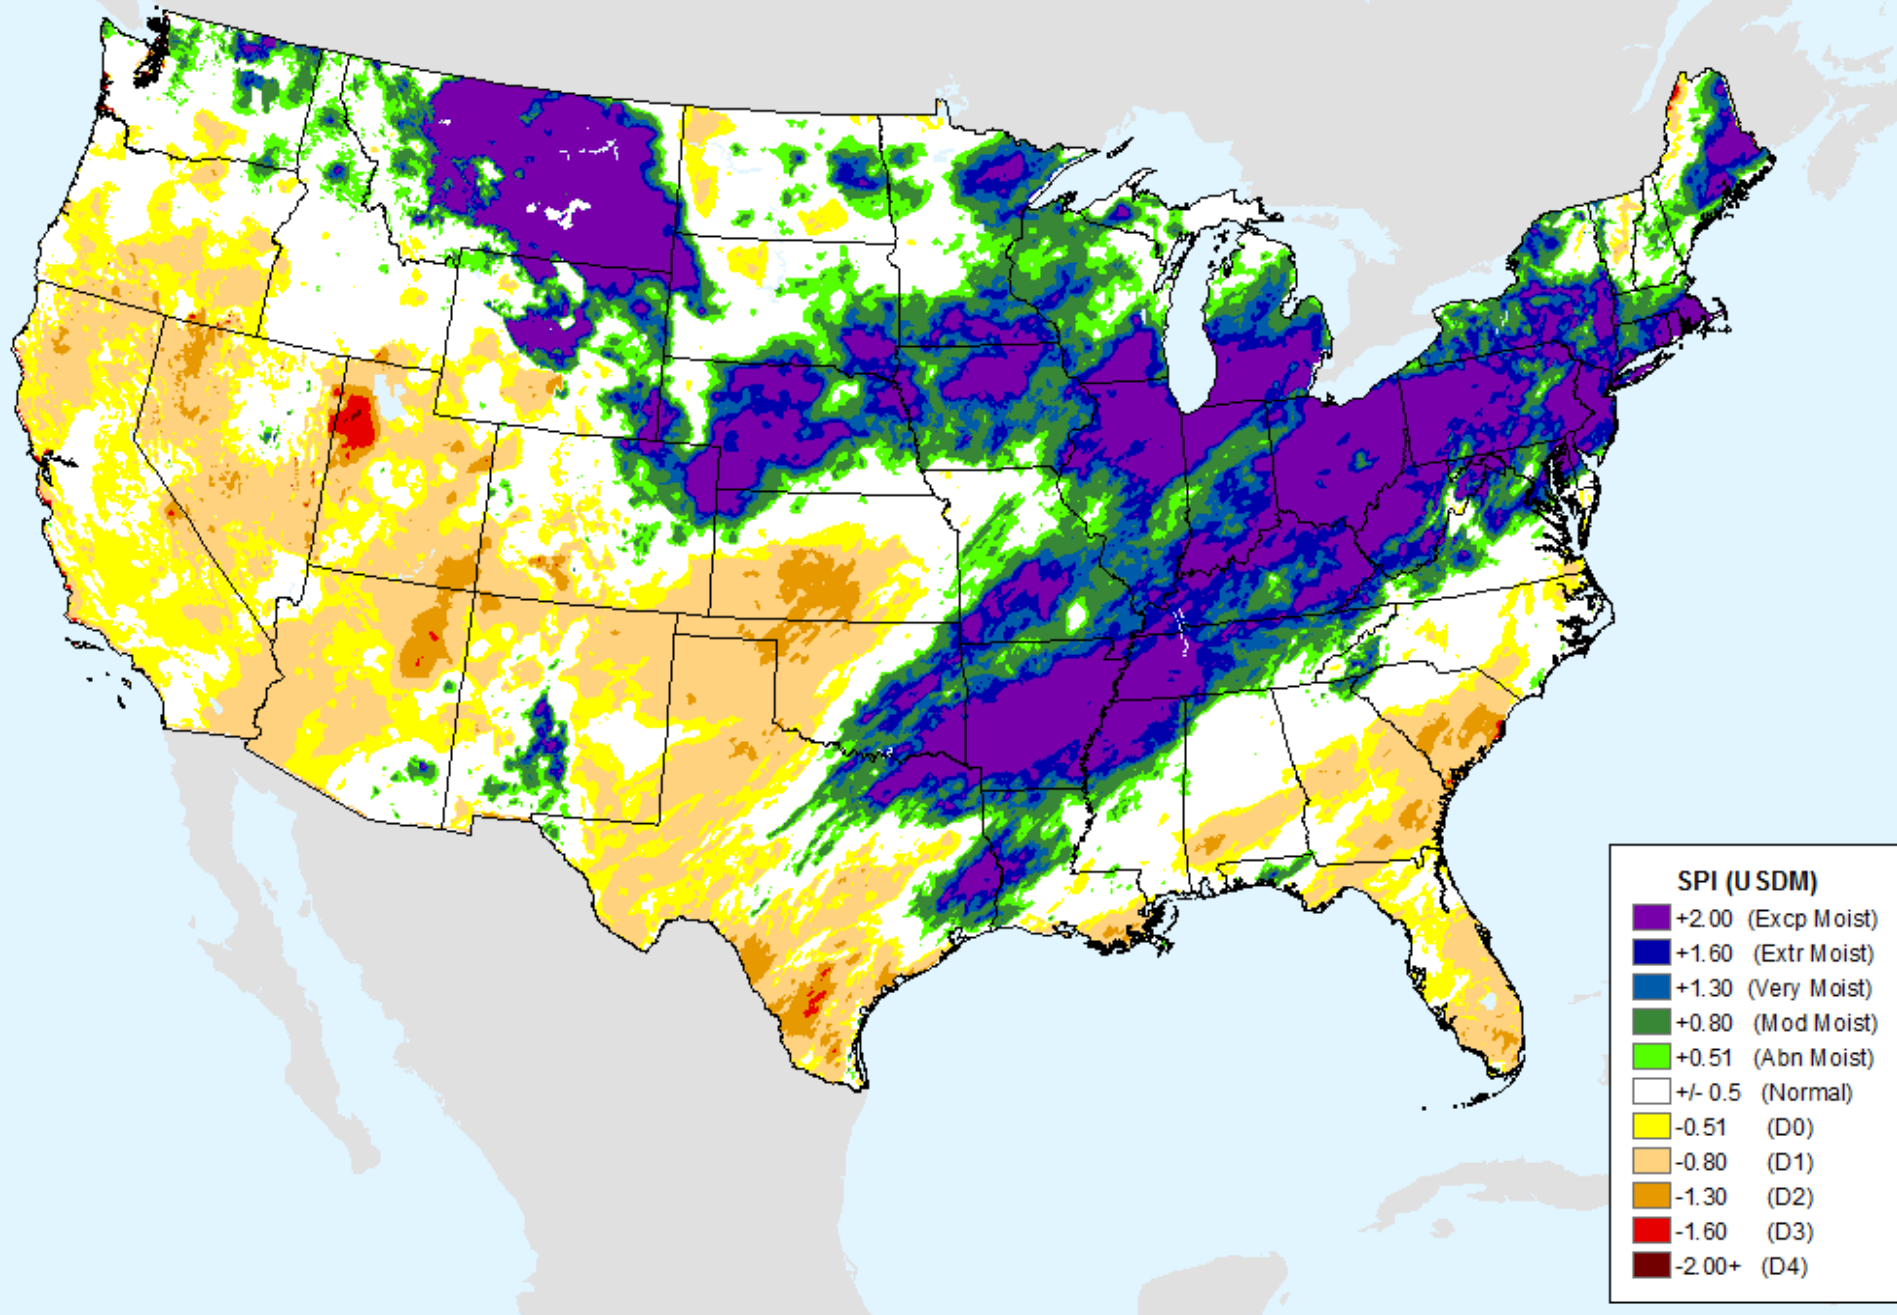 SPI (USDM)
+2.00 (Excp Moist)
+1.60 (Extr Moist)
+1.30 (Very Moist)
+0.80 (Mod Moist)
+0.51 (Abn Moist)
+/- 0.5 (Normal)
-0.51 (D0)
-0.80 (D1)
-1.30 (D2)
-1.60 (D3)
-2.00+ (D4)